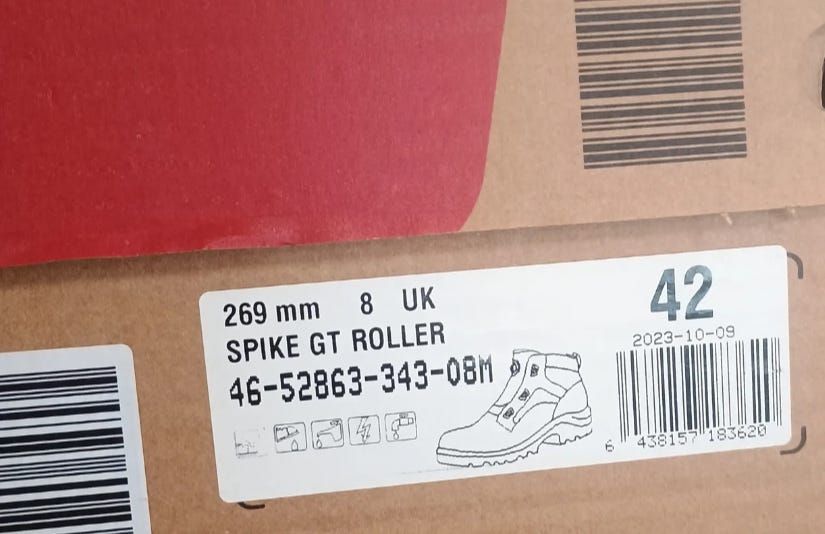 269 mm 8 UK
SPIKE GT ROLLER
46-52863-343-08M
42
2023-10-09
6 438157 183620